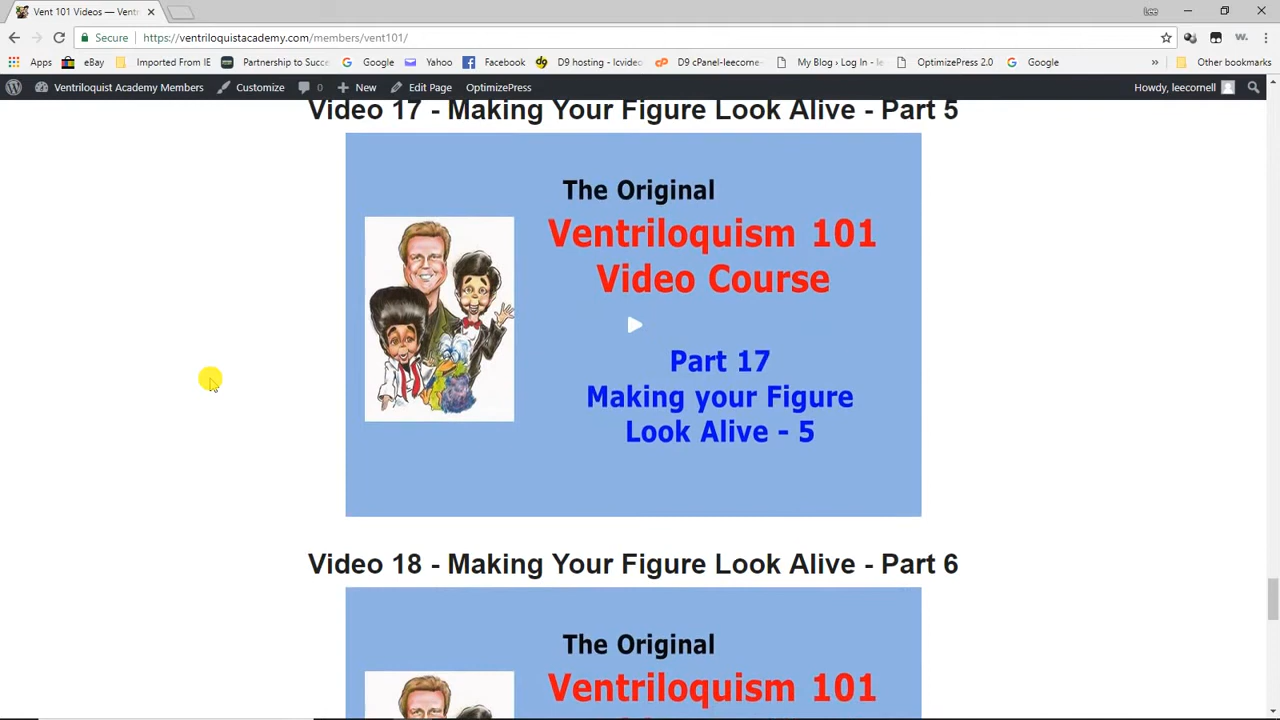 Vent 101 Videos — Ventr
Secure
https://ventriloquistacademy.com/members/vent101/
Apps
eBay
Imported From IE
Partnership to Succe
Google
Yahoo
Facebook
D9 hosting - lcvideo
D9 cPanel-leecorne
My Blog › Log In - le
OptimizePress 2.0
Google
»
Other bookmarks
Ventriloquist Academy Members
Customize
0
New
Edit Page
OptimizePress
Howdy, leecornell
Video 17 - Making Your Figure Look Alive - Part 5
The Original
Ventriloquism 101
Video Course
Part 17
Making your Figure
Look Alive - 5
Video 18 - Making Your Figure Look Alive - Part 6
The Original
Ventriloquism 101